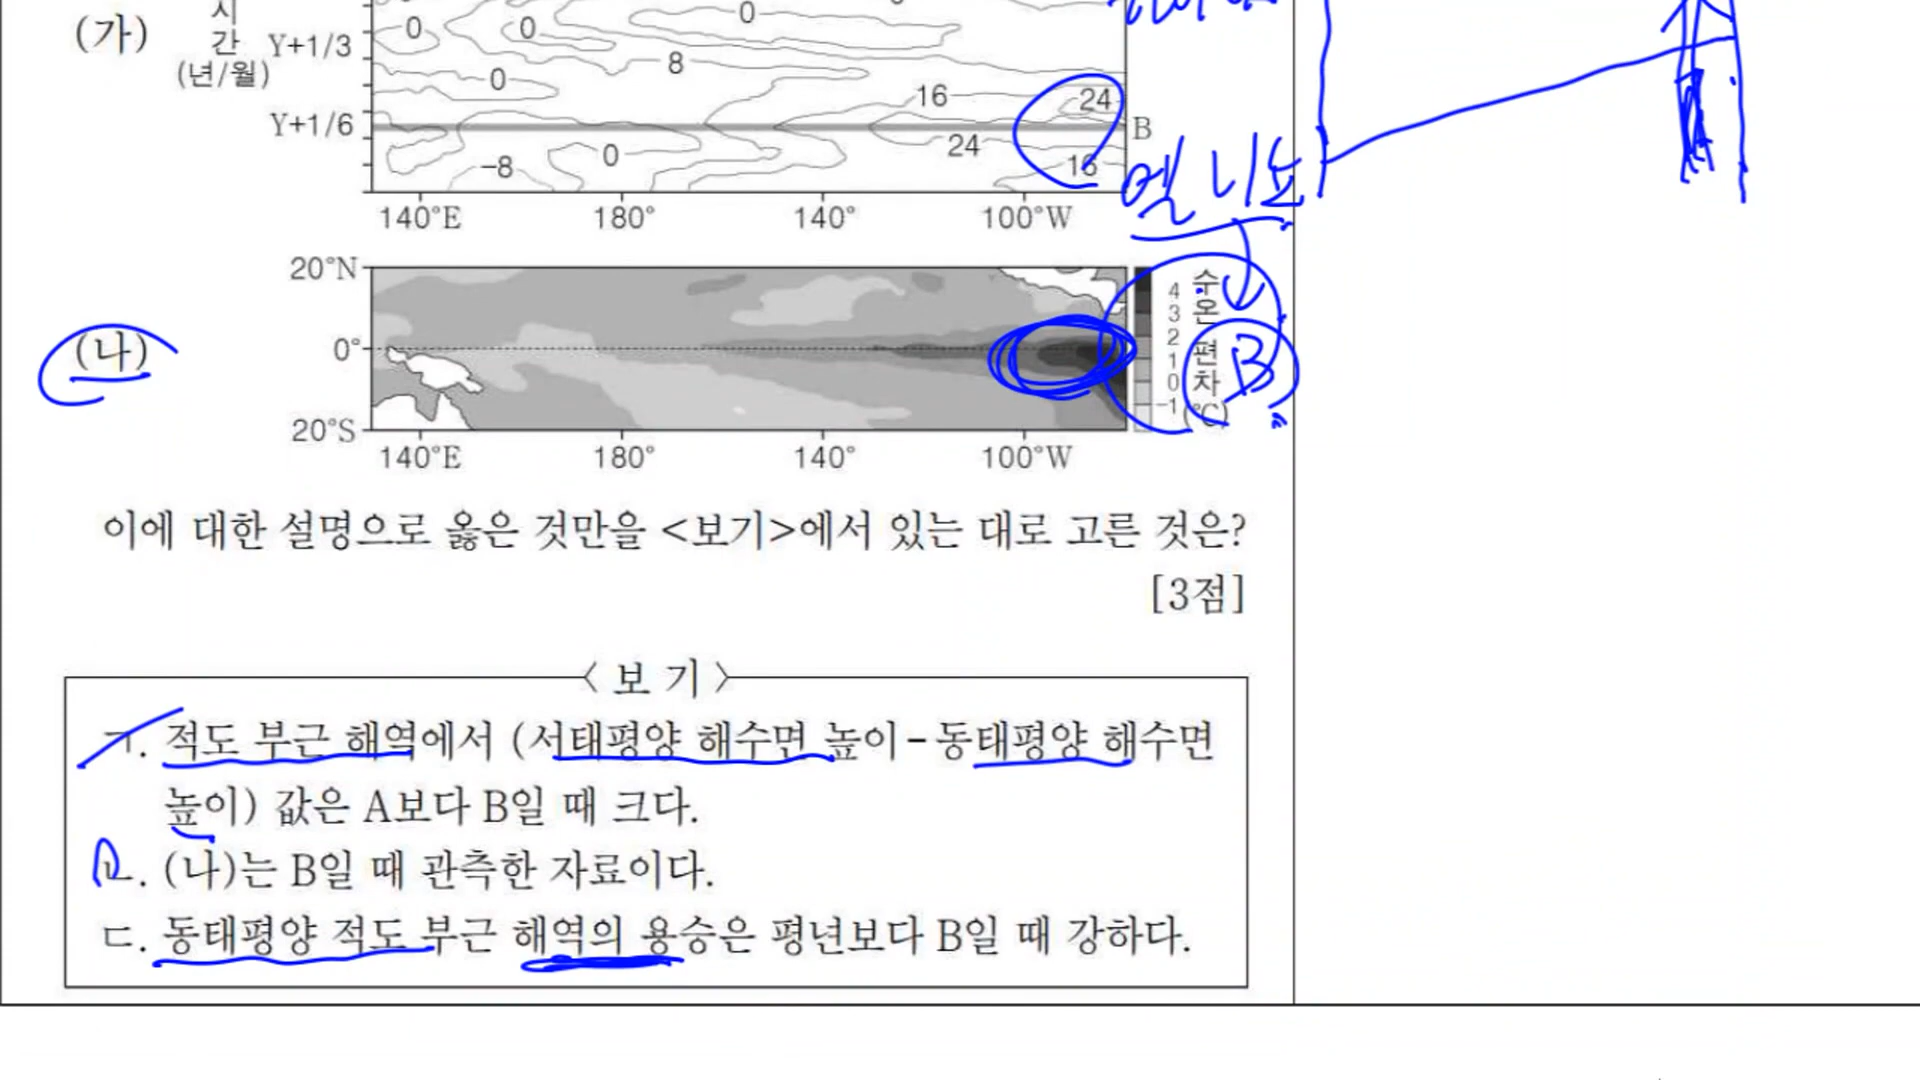 (가)
시
간
(년/월)
Y+1/3
Y+1/6
0
0
0
8
0
16
24
B
24
-8
0
16
140°E 180° 140° 100°W
엘니뇨
(나)
20°N
0°
20°S
140°E 180° 140° 100°W
4
3
2
1
0
-1
수온 편차 (℃)
B
이에 대한 설명으로 옳은 것만을 <보기>에서 있는 대로 고른 것은?
[3점]
< 보 기 >
ㄱ. 적도 부근 해역에서 (서태평양 해수면 높이-동태평양 해수면
높이) 값은 A보다 B일 때 크다.
ㄴ. (나)는 B일 때 관측한 자료이다.
ㄷ. 동태평양 적도 부근 해역의 용승은 평년보다 B일 때 강하다.